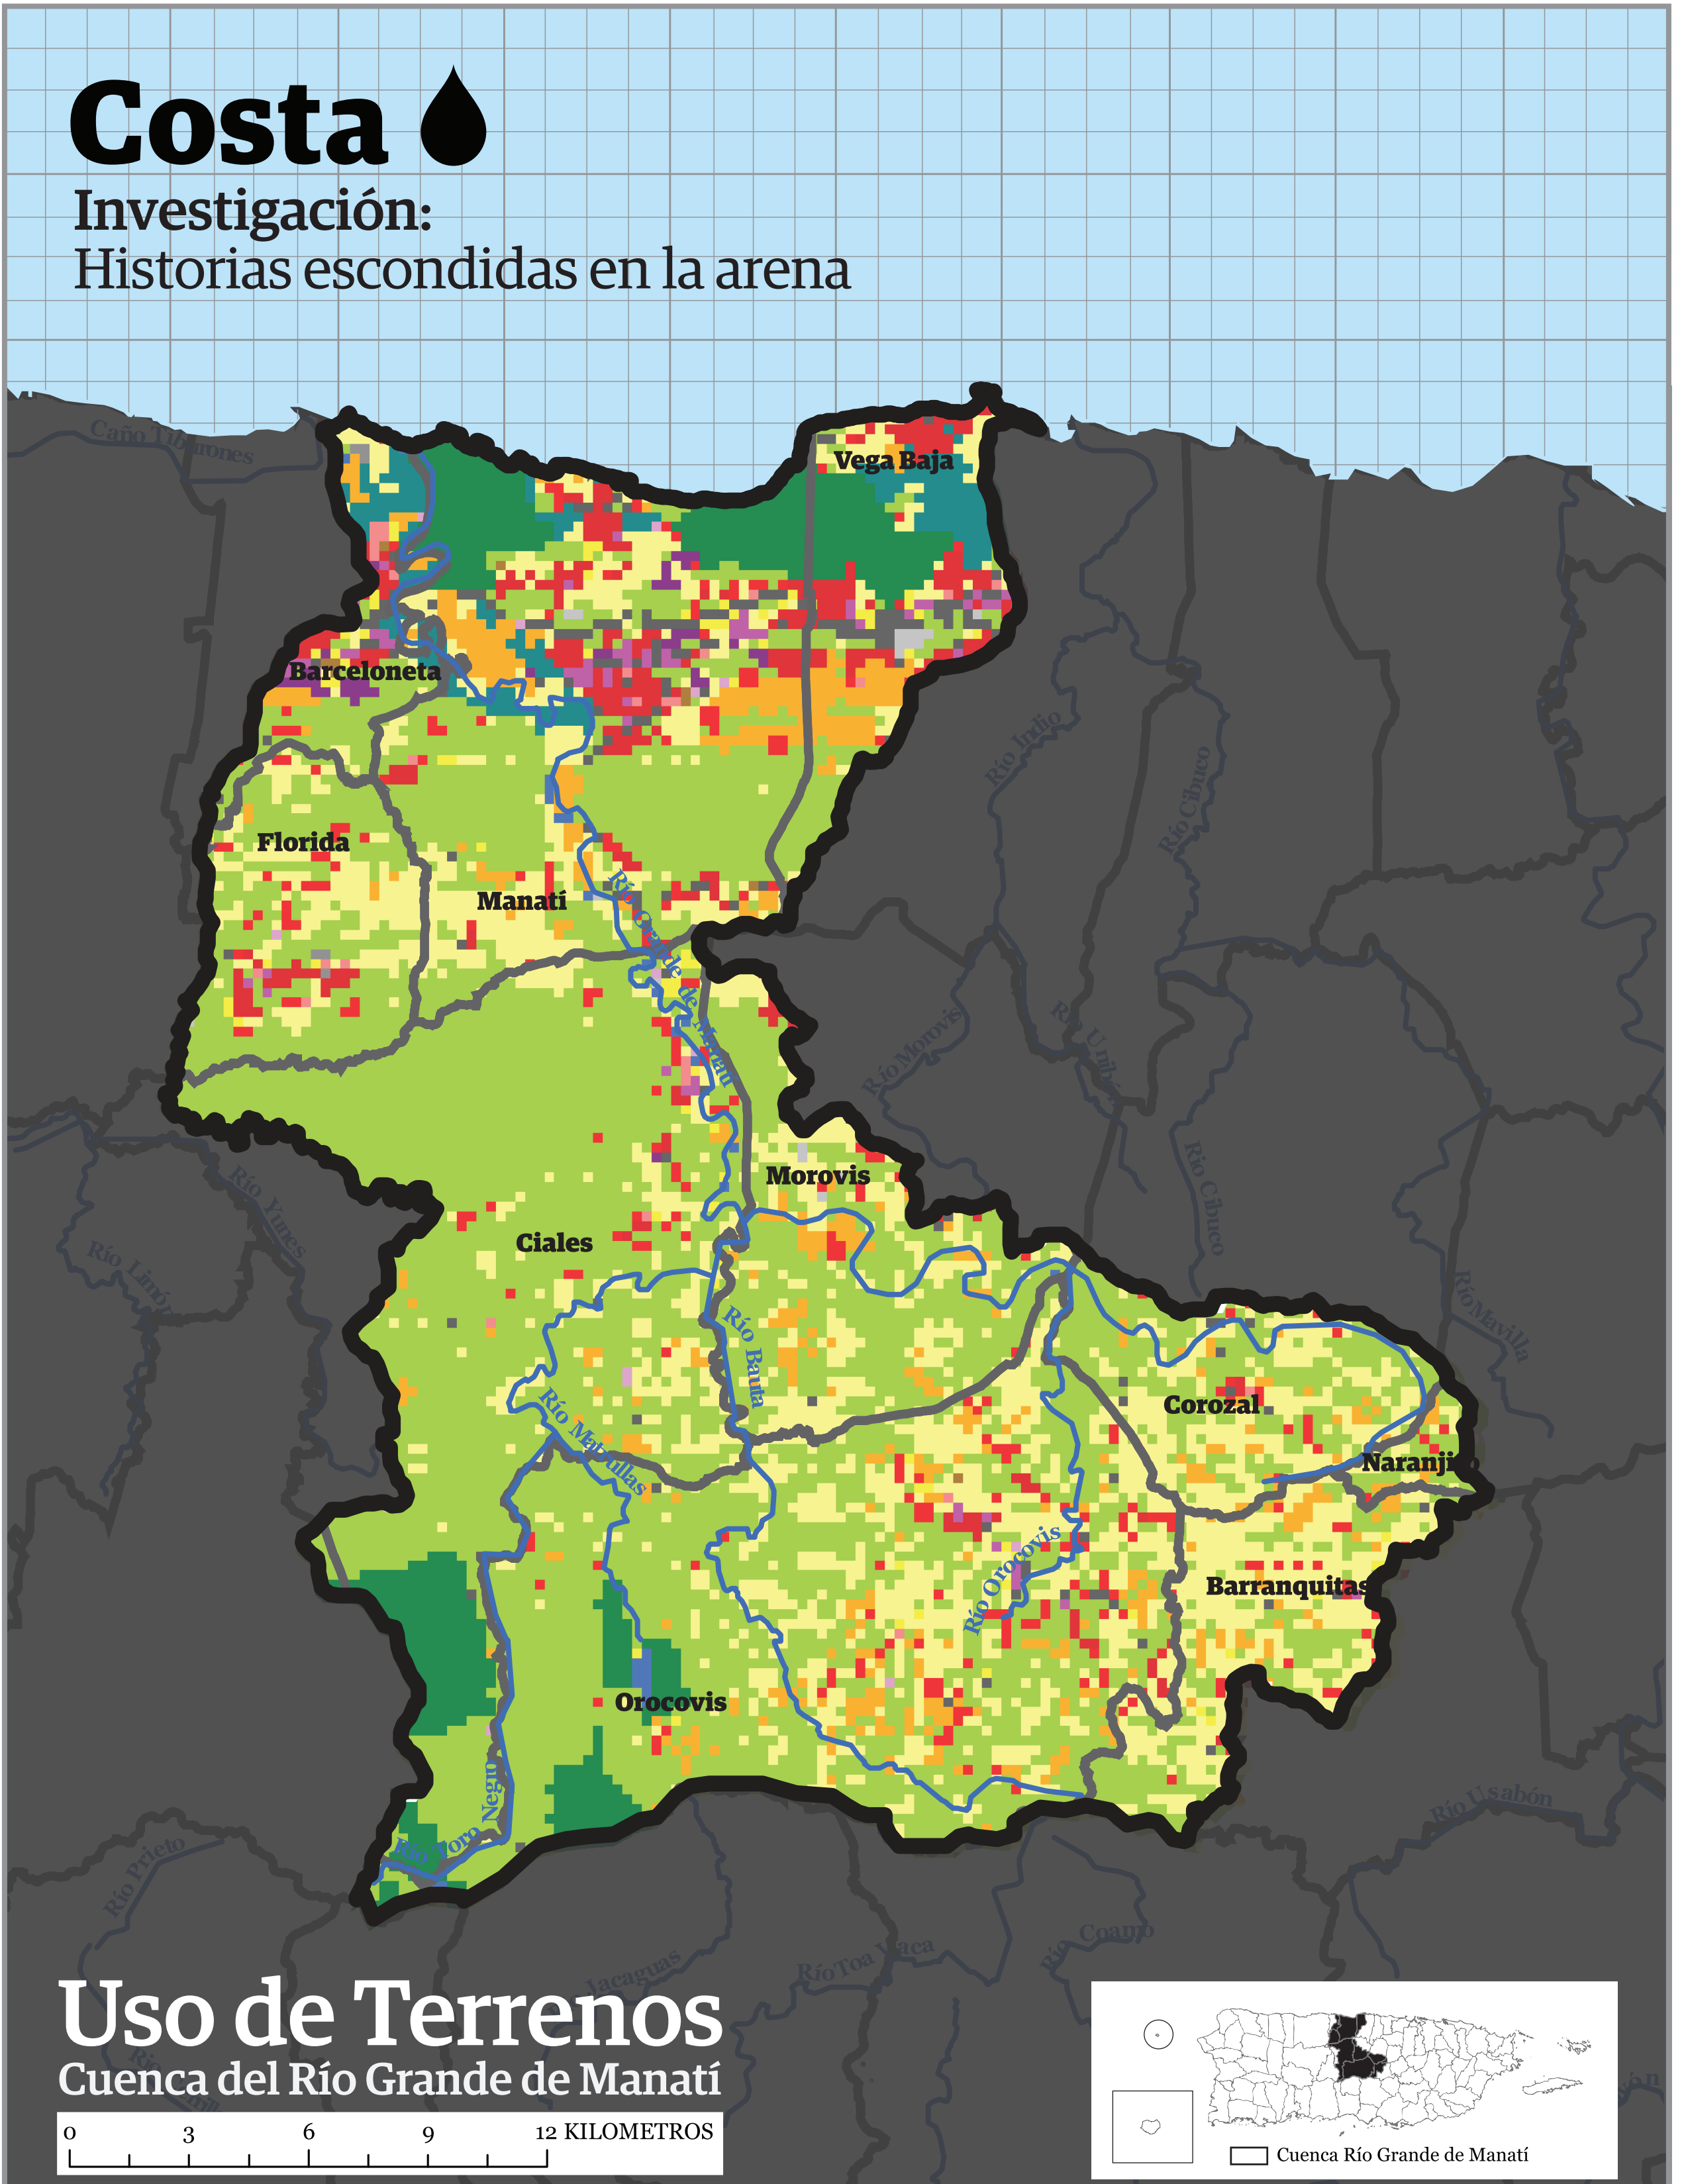 Costa
Investigación:
Historias escondidas en la arena
Caño Tiburones
Vega Baja
Barceloneta
Río Indio
Río Cibuco
Florida
Manatí
Río Grande de Manatí
Río Morovis
Río Unibón
Morovis
Río Cibuco
Río Yunes
Río Limón
Ciales
Río Mavilla
Río Bauta
Río Matrullas
Corozal
Naranjito
Río Orocovis
Barranquitas
Orocovis
Río Toro Negro
Río Usabón
Río Prieto
Jacaguas
Río Toa Vaca
Río Coamo
Uso de Terrenos
Cuenca del Río Grande de Manatí
0 3 6 9 12 KILOMETROS
Cuenca Río Grande de Manatí